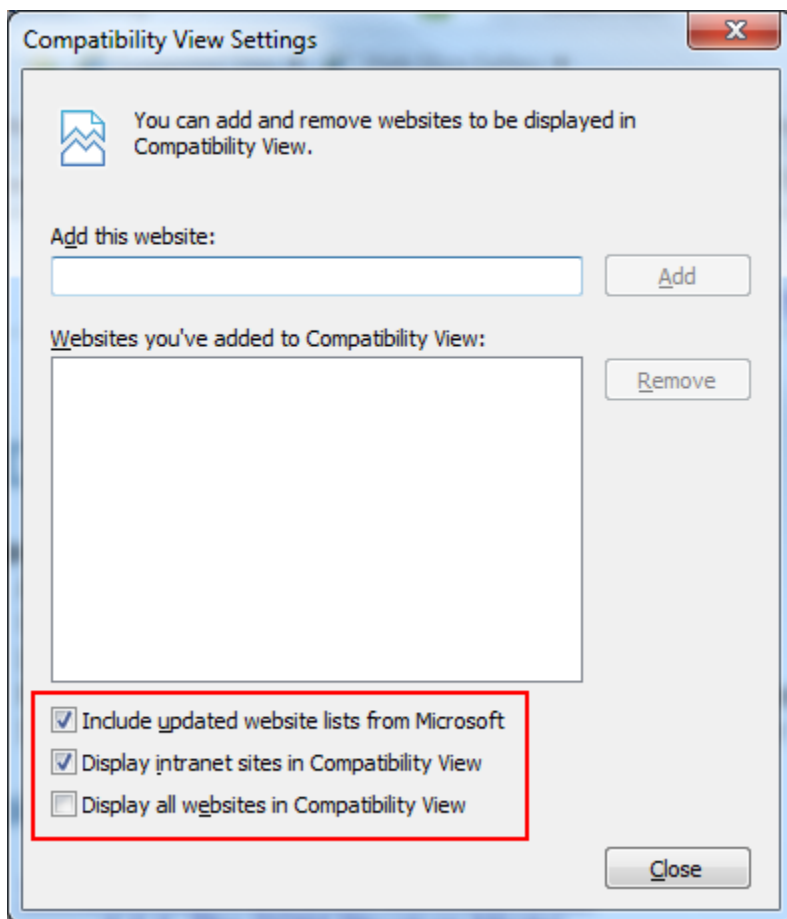 Compatibility View Settings
You can add and remove websites to be displayed in
Compatibility View.
Add this website:
Add
Websites you've added to Compatibility View:
Remove
Include updated website lists from Microsoft
Display intranet sites in Compatibility View
Display all websites in Compatibility View
Close